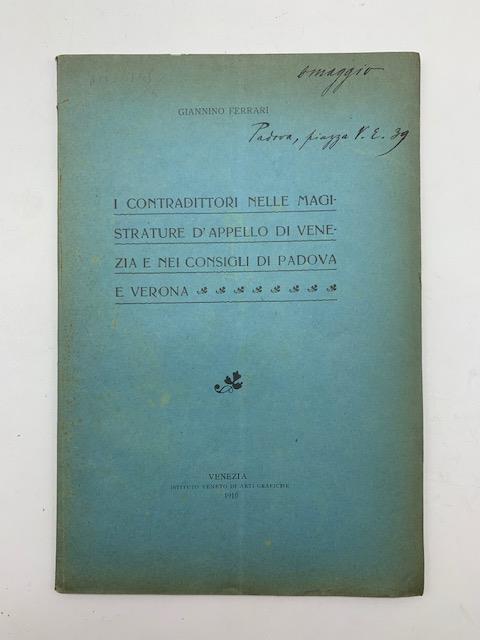 omaggio
GIANNINO FERRARI
Padova, piazza V. E. 39
I CONTRADITTORI NELLE MAGI-
STRATURE D'APPELLO DI VENE-
ZIA E NEI CONSIGLI DI PADOVA
E VERONA
VENEZIA
ISTITUTO VENETO DI ARTI GRAFICHE
1910